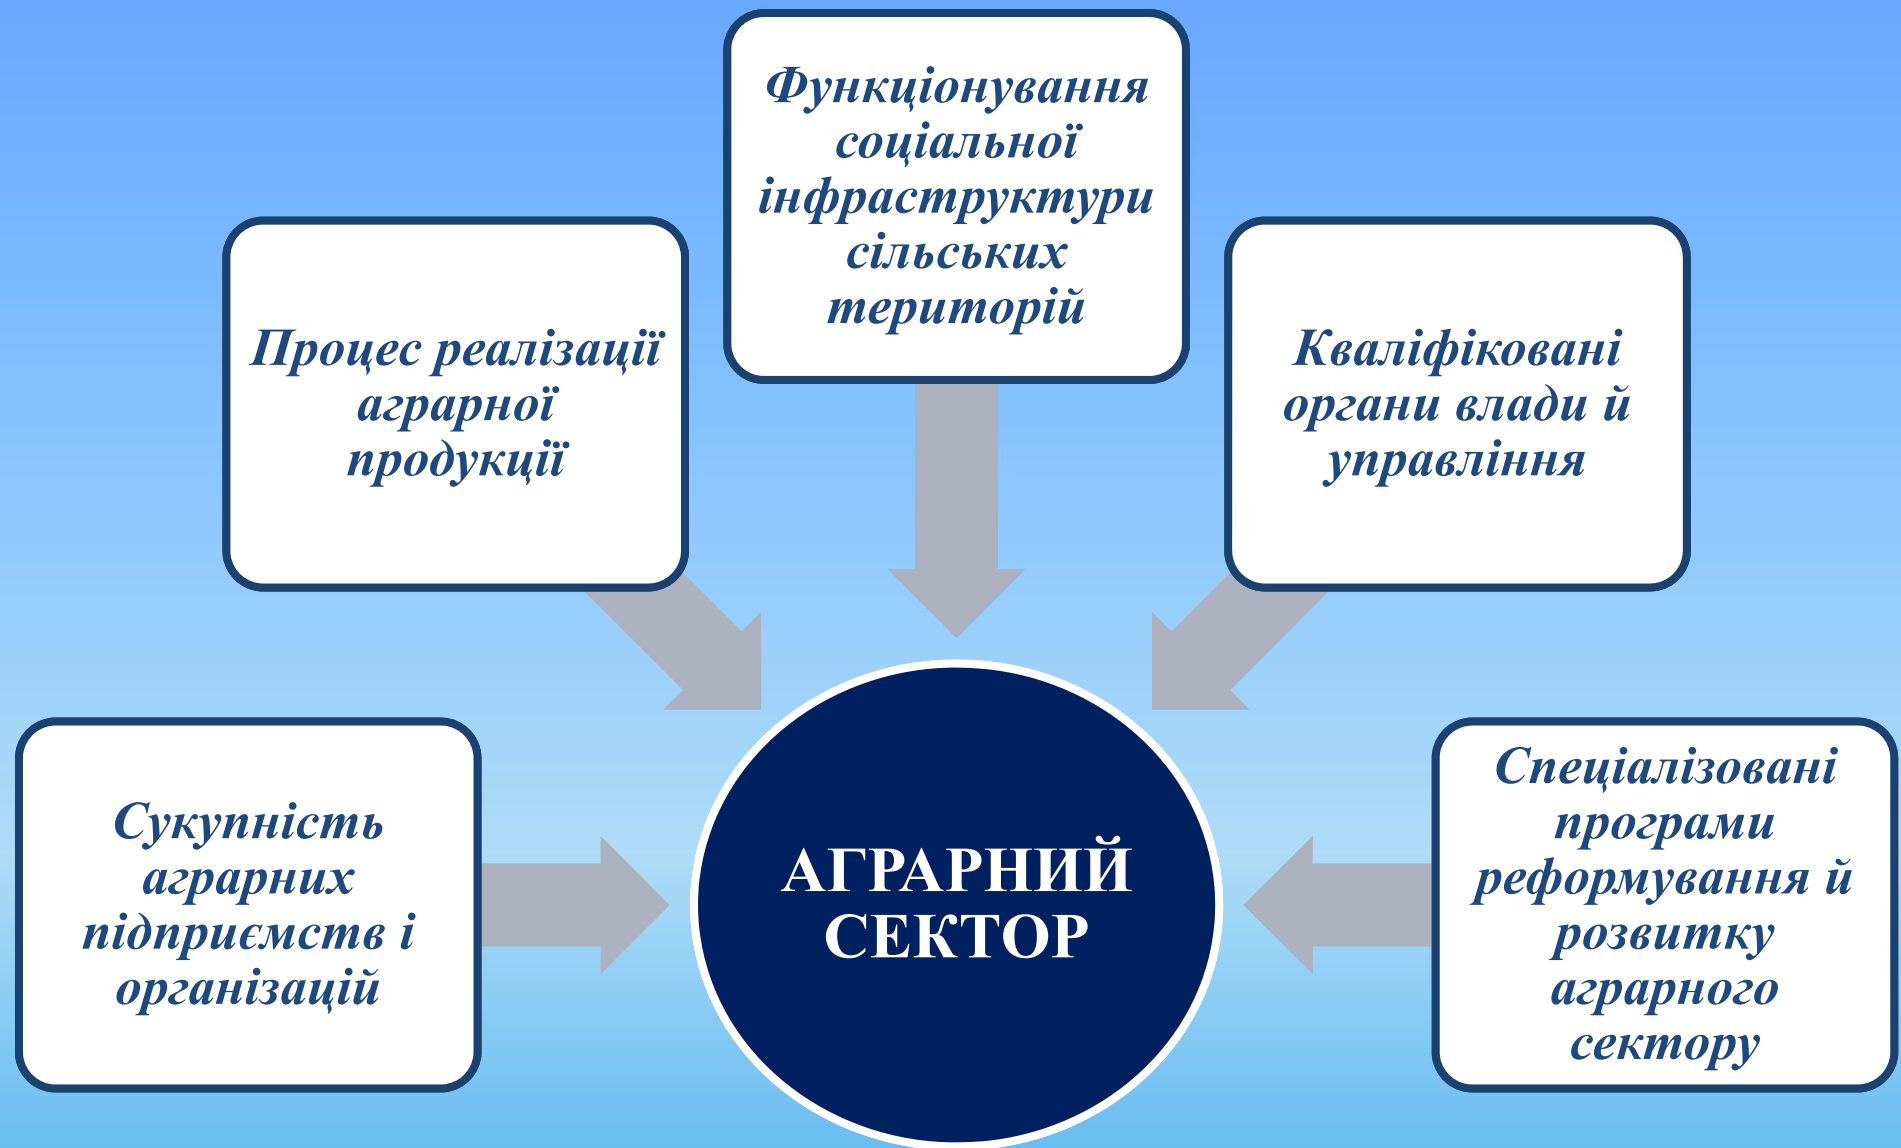 Функціонування
соціальної
інфраструктури
сільських
територій
Процес реалізації
аграрної
продукції
Кваліфіковані
органи влади й
управління
Сукупність
аграрних
підприємств і
організацій
АГРАРНИЙ
СЕКТОР
Спеціалізовані
програми
реформування й
розвитку
аграрного
сектору